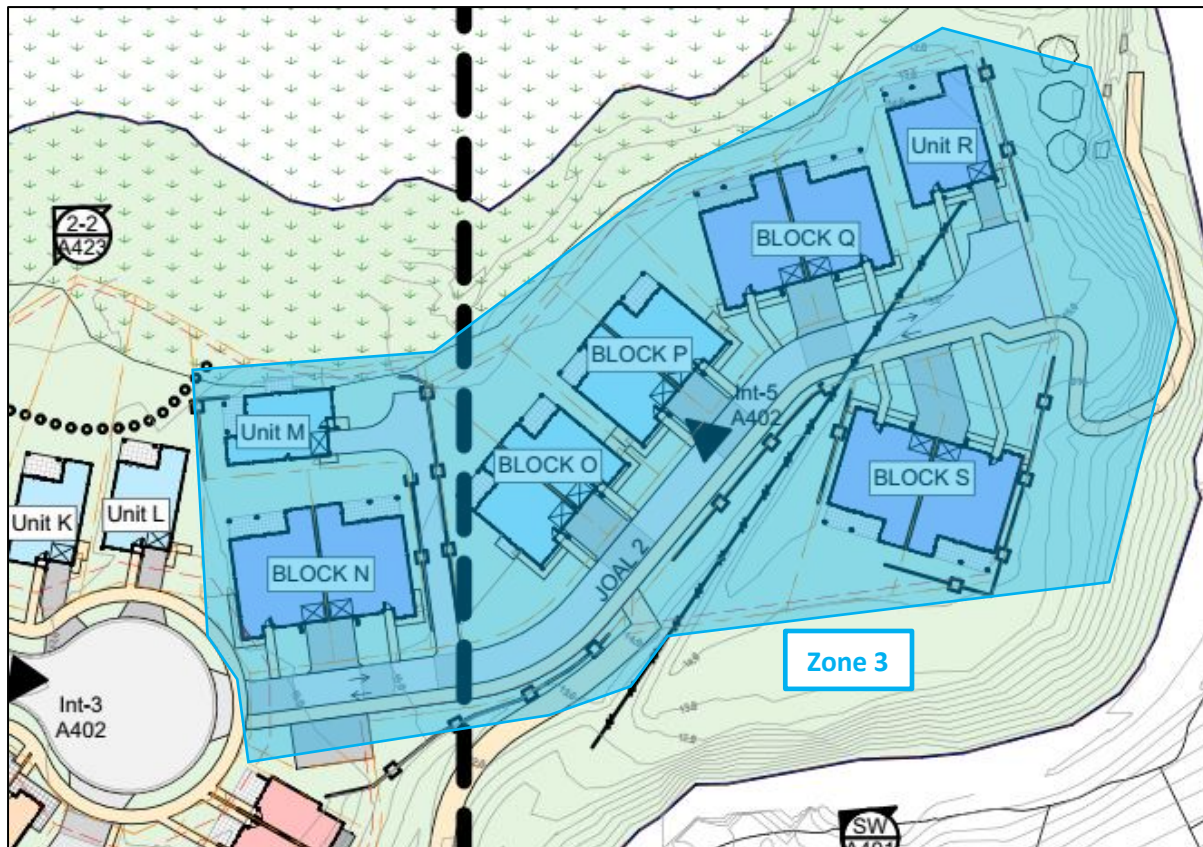 Unit R
2-2
A423
BLOCK Q
BLOCK P
Int-5
A402
Unit M
BLOCK O
BLOCK S
Unit K
Unit L
BLOCK N
JOAL 2
Zone 3
Int-3
A402
SW